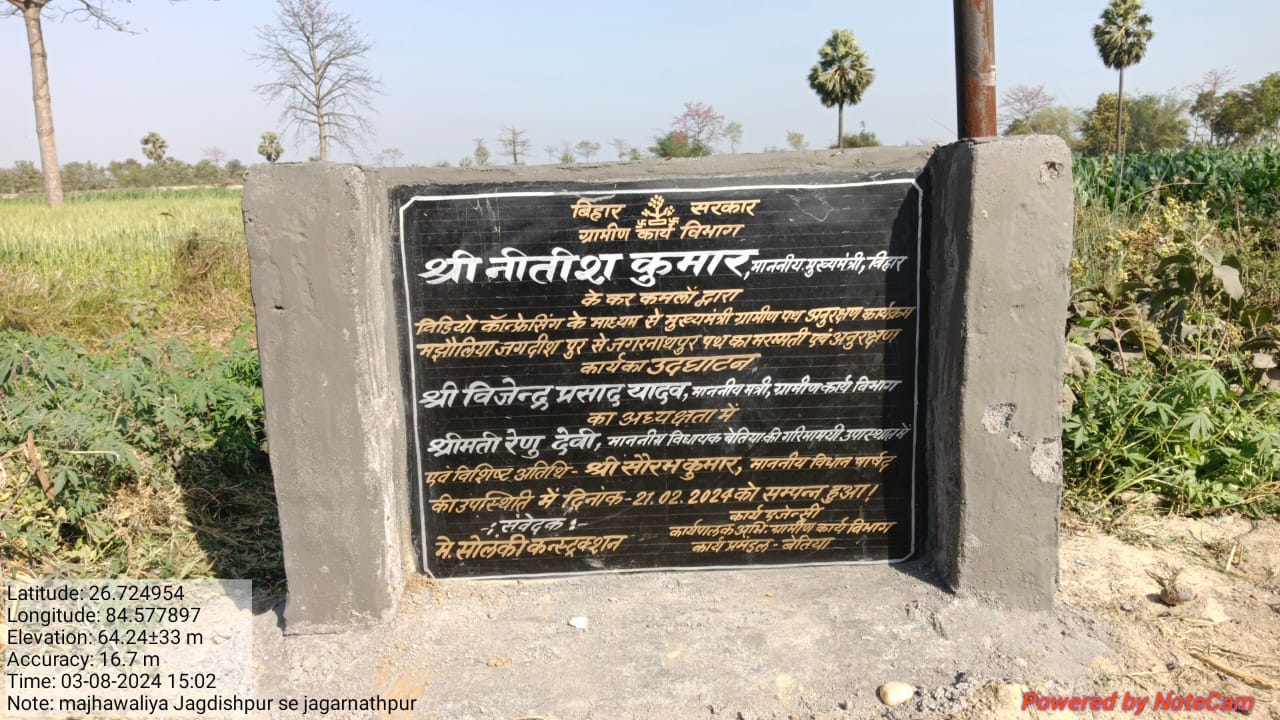 बिहार सरकार
ग्रामीण कार्य विभाग
श्री नीतीश कुमार, माननीय मुख्यमंत्री, बिहार
के कर कमलों द्वारा
विडियो कॉन्फ्रेसिंग के माध्यम से मुख्यमंत्री ग्रामीण पथ अनुरक्षण कार्यक्रम
मझौलिया जगदीश पुर से जगरनाथपुर पथ का मरम्मती एवं अनुरक्षण
कार्य का उद्घाटन
श्री विजेन्द्र प्रसाद यादव, माननीय मत्री, ग्रामीण कार्य विभाग
का अध्यक्षता में
श्रीमती रेणु देवी, माननीय विधायक बेतिया की गरिमामयी उपास्थात में
एवं विशिष्ट अतिथि - श्री सौरभ कुमार, माननीय विधान पार्षद
की उपस्थिति में दिनांक - 21.02.2024 को सम्पन्न हुआ।
-: संवेदक :-
मे. सोलकी कन्स्ट्रक्शन
कार्य एजेन्सी
कार्यपालक अभि. ग्रामीण कार्य विभाग
कार्य प्रमंडल - बेतिया
Latitude: 26.724954
Longitude: 84.577897
Elevation: 64.24±33 m
Accuracy: 16.7 m
Time: 03-08-2024 15:02
Note: majhawaliya Jagdishpur se jagarnathpur
Powered by NoteCam